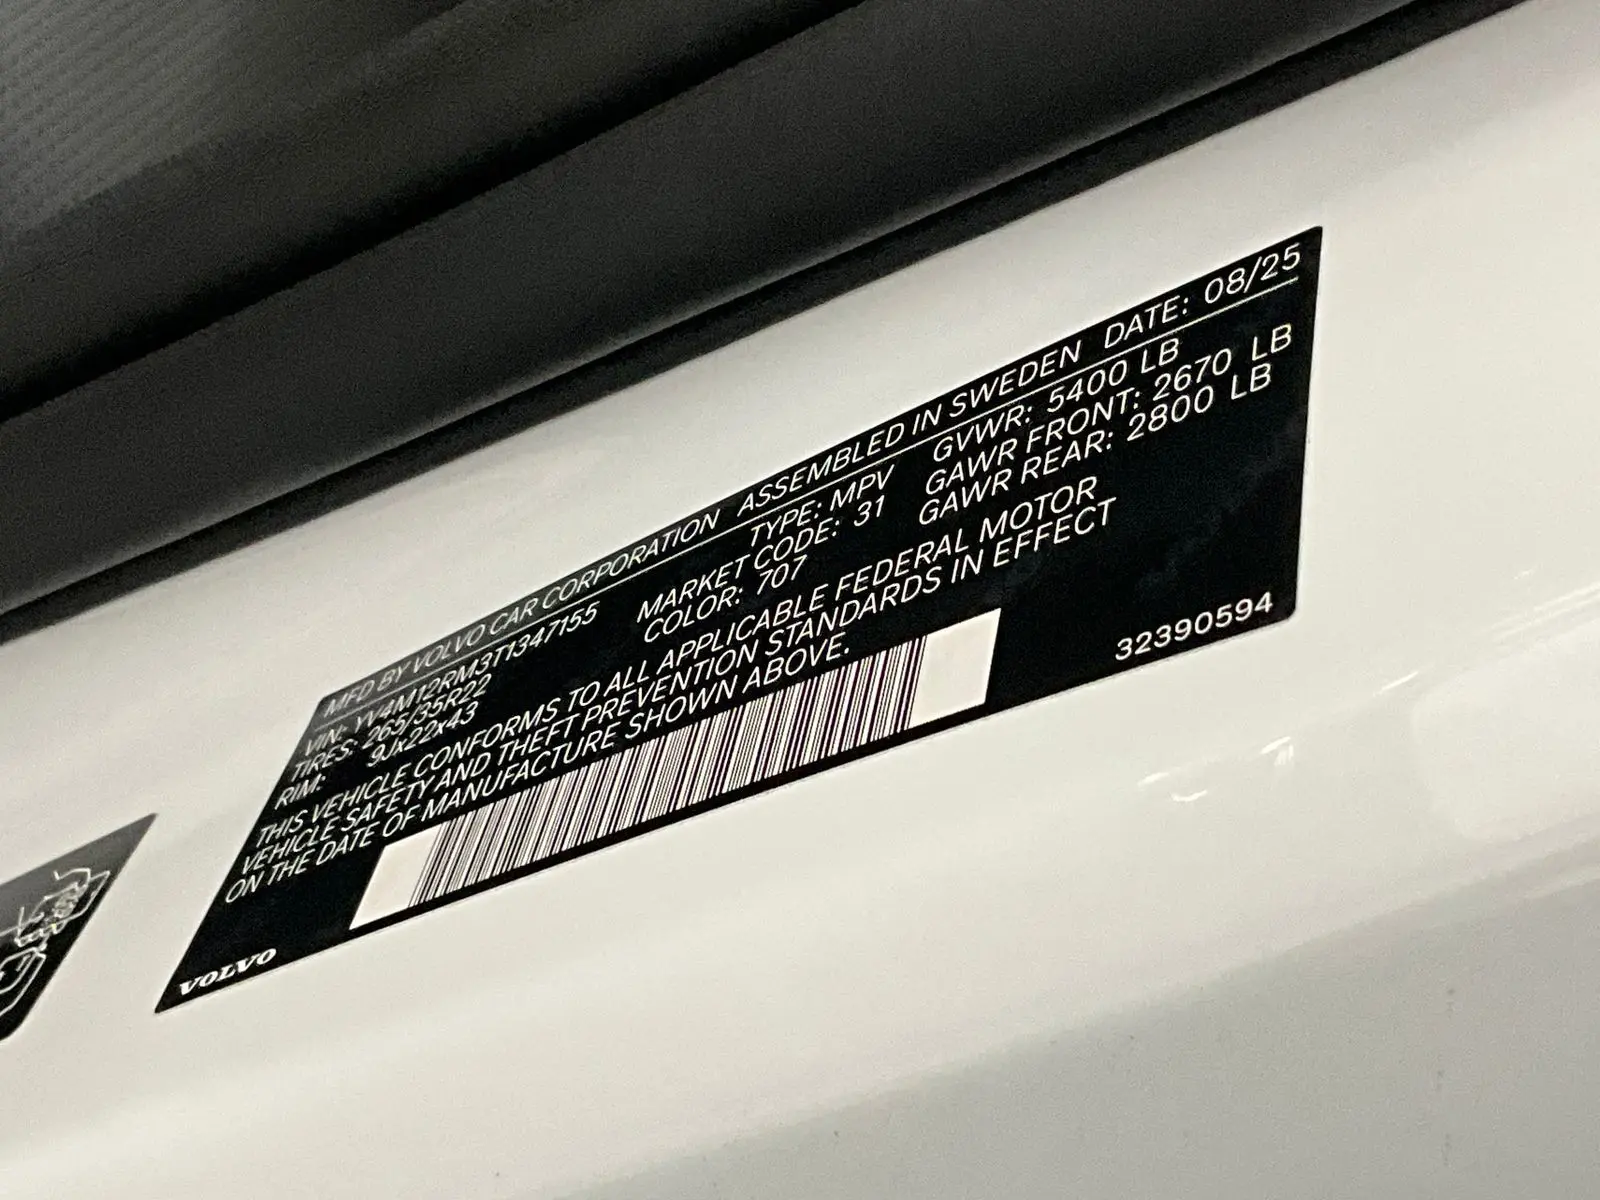 MFD BY VOLVO CAR CORPORATION ASSEMBLED IN SWEDEN DATE: 08/25
VIN: YV4M12RM3T1347155 TYPE: MPV GVWR: 5400 LB
TIRES: 265/35R22 MARKET CODE: 31 GAWR FRONT: 2670 LB
RIM: 9Jx22x43 COLOR: 707 GAWR REAR: 2800 LB
THIS VEHICLE CONFORMS TO ALL APPLICABLE FEDERAL MOTOR
VEHICLE SAFETY AND THEFT PREVENTION STANDARDS IN EFFECT
ON THE DATE OF MANUFACTURE SHOWN ABOVE.
32390594
VOLVO